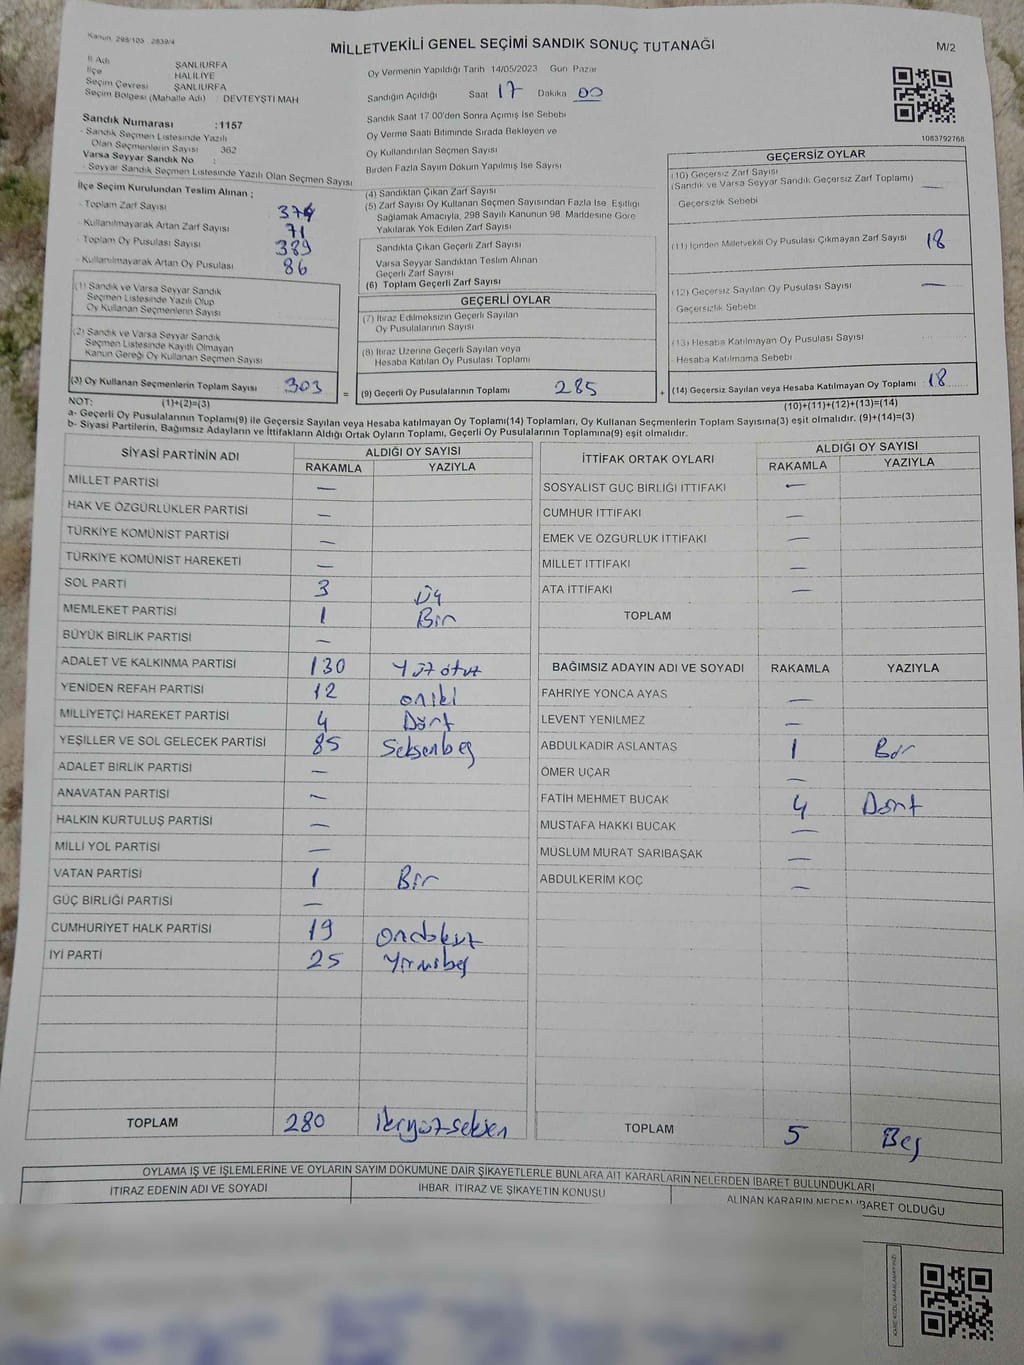 Kanun, 298/103 2839/4
MİLLETVEKİLİ GENEL SEÇİMİ SANDIK SONUÇ TUTANAĞI
M/2
İl Adı ŞANLIURFA
İlçe HALİLİYE
Seçim Çevresi ŞANLIURFA
Seçim Bölgesi (Mahalle Adı) : DEVTEYŞTİ MAH
Sandık Numarası :1157
- Sandık Seçmen Listesinde Yazılı
Olan Seçmenlerin Sayısı 362
Varsa Seyyar Sandık No :
- Seyyar Sandık Seçmen Listesinde Yazılı Olan Seçmen Sayısı
Oy Vermenin Yapıldığı Tarih 14/05/2023 Gün Pazar
Sandığın Açıldığı Saat 17 Dakika 00
Sandık Saat 17 00'den Sonra Açımış İse Sebebi
Oy Verme Saati Bitiminde Sırada Bekleyen ve
Oy Kullandırılan Seçmen Sayısı
Birden Fazla Sayım Döküm Yapılmış İse Sayısı
1083792768
İlçe Seçim Kurulundan Teslim Alınan ;
- Toplam Zarf Sayısı 374
- Kullanılmayarak Artan Zarf Sayısı 71
- Toplam Oy Pusulası Sayısı 389
- Kullanılmayarak Artan Oy Pusulası 86
(1) Sandık ve Varsa Seyyar Sandık
Seçmen Listesinde Yazılı Olup
Oy Kullanan Seçmenlerin Sayısı
(2) Sandık ve Varsa Seyyar Sandık
Seçmen Listesinde Kayıtlı Olmayan
Kanun Gereği Oy Kullanan Seçmen Sayısı
(3) Oy Kullanan Seçmenlerin Toplam Sayısı 303 =
(4) Sandıktan Çıkan Zarf Sayısı
(5) Zarf Sayısı Oy Kullanan Seçmen Sayısından Fazla İse, Eşitliği
Sağlamak Amacıyla, 298 Sayılı Kanunun 98. Maddesine Göre
Yakılarak Yok Edilen Zarf Sayısı
Sandıkta Çıkan Geçerli Zarf Sayısı
Varsa Seyyar Sandıktan Teslim Alınan
Geçerli Zarf Sayısı
(6) Toplam Geçerli Zarf Sayısı
GEÇERLİ OYLAR
(7) İtiraz Edilmeksizin Geçerli Sayılan
Oy Pusulalarının Sayısı
(8) İtiraz Üzerine Geçerli Sayılan veya
Hesaba Katılan Oy Pusulası Toplamı
(9) Geçerli Oy Pusulalarının Toplamı 285 +
GEÇERSİZ OYLAR
(10) Geçersiz Zarf Sayısı
(Sandık ve Varsa Seyyar Sandık Geçersiz Zarf Toplamı) —
- Geçersizlik Sebebi
(11) İçinden Milletvekili Oy Pusulası Çıkmayan Zarf Sayısı 18
(12) Geçersiz Sayılan Oy Pusulası Sayısı —
Geçersizlik Sebebi
(13) Hesaba Katılmayan Oy Pusulası Sayısı
- Hesaba Katılmama Sebebi
(14) Geçersiz Sayılan veya Hesaba Katılmayan Oy Toplamı 18
NOT: (1)+(2)=(3)
(10)+(11)+(12)+(13)=(14)
a- Geçerli Oy Pusulalarının Toplamı(9) ile Geçersiz Sayılan veya Hesaba katılmayan Oy Toplamı(14) Toplamları, Oy Kullanan Seçmenlerin Toplam Sayısına(3) eşit olmalıdır. (9)+(14)=(3)
b- Siyasi Partilerin, Bağımsız Adayların ve İttifakların Aldığı Ortak Oyların Toplamı, Geçerli Oy Pusulalarının Toplamına(9) eşit olmalıdır.
SİYASİ PARTİNİN ADI ALDIĞI OY SAYISI
RAKAMLA YAZIYLA
MİLLET PARTİSİ —
HAK VE ÖZGÜRLÜKLER PARTİSİ —
TÜRKİYE KOMÜNİST PARTİSİ —
TÜRKİYE KOMÜNİST HAREKETİ —
SOL PARTİ 3 Üç
MEMLEKET PARTİSİ 1 Bir
BÜYÜK BİRLİK PARTİSİ —
ADALET VE KALKINMA PARTİSİ 130 Yüz otuz
YENİDEN REFAH PARTİSİ 12 oniki
MİLLİYETÇİ HAREKET PARTİSİ 4 Dört
YEŞİLLER VE SOL GELECEK PARTİSİ 85 Seksenbeş
ADALET BİRLİK PARTİSİ —
ANAVATAN PARTİSİ —
HALKIN KURTULUŞ PARTİSİ —
MİLLİ YOL PARTİSİ —
VATAN PARTİSİ 1 Bir
GÜÇ BİRLİĞİ PARTİSİ —
CUMHURİYET HALK PARTİSİ 19 Ondokuz
İYİ PARTİ 25 Yirmibeş
TOPLAM 280 İkiyüz seksen
İTTİFAK ORTAK OYLARI ALDIĞI OY SAYISI
RAKAMLA YAZIYLA
SOSYALİST GÜÇ BİRLİĞİ İTTİFAKI —
CUMHUR İTTİFAKI —
EMEK VE ÖZGÜRLÜK İTTİFAKI —
MİLLET İTTİFAKI —
ATA İTTİFAKI —
TOPLAM
BAĞIMSIZ ADAYIN ADI VE SOYADI RAKAMLA YAZIYLA
FAHRİYE YONCA AYAS —
LEVENT YENİLMEZ —
ABDULKADİR ASLANTAŞ 1 Bir
ÖMER UÇAR —
FATİH MEHMET BUCAK 4 Dört
MUSTAFA HAKKI BUCAK —
MÜSLÜM MURAT SARIBAŞAK —
ABDULKERİM KOÇ —
TOPLAM 5 Beş
OYLAMA İŞ VE İŞLEMLERİNE VE OYLARIN SAYIM DÖKÜMÜNE DAİR ŞİKAYETLERLE BUNLARA AİT KARARLARIN NELERDEN İBARET BULUNDUKLARI
İTİRAZ EDENİN ADI VE SOYADI İHBAR, İTİRAZ VE ŞİKAYETİN KONUSU ALINAN KARARIN NEDEN İBARET OLDUĞU